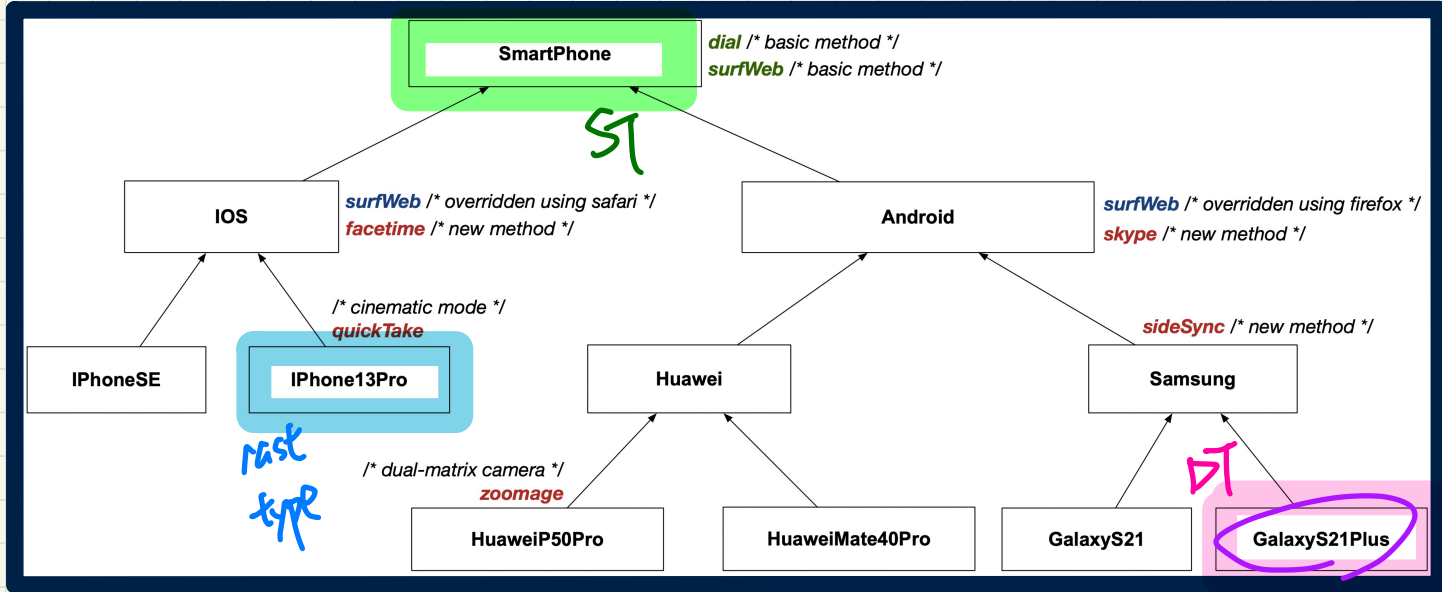 SmartPhone
dial /* basic method */
surfWeb /* basic method */
ST
IOS
surfWeb /* overridden using safari */
facetime /* new method */
Android
surfWeb /* overridden using firefox */
skype /* new method */
/* cinematic mode */
quickTake
sideSync /* new method */
IPhoneSE
IPhone13Pro
Huawei
Samsung
type
DT
/* dual-matrix camera */
zoomage
HuaweiP50Pro
HuaweiMate40Pro
GalaxyS21
GalaxyS21Plus